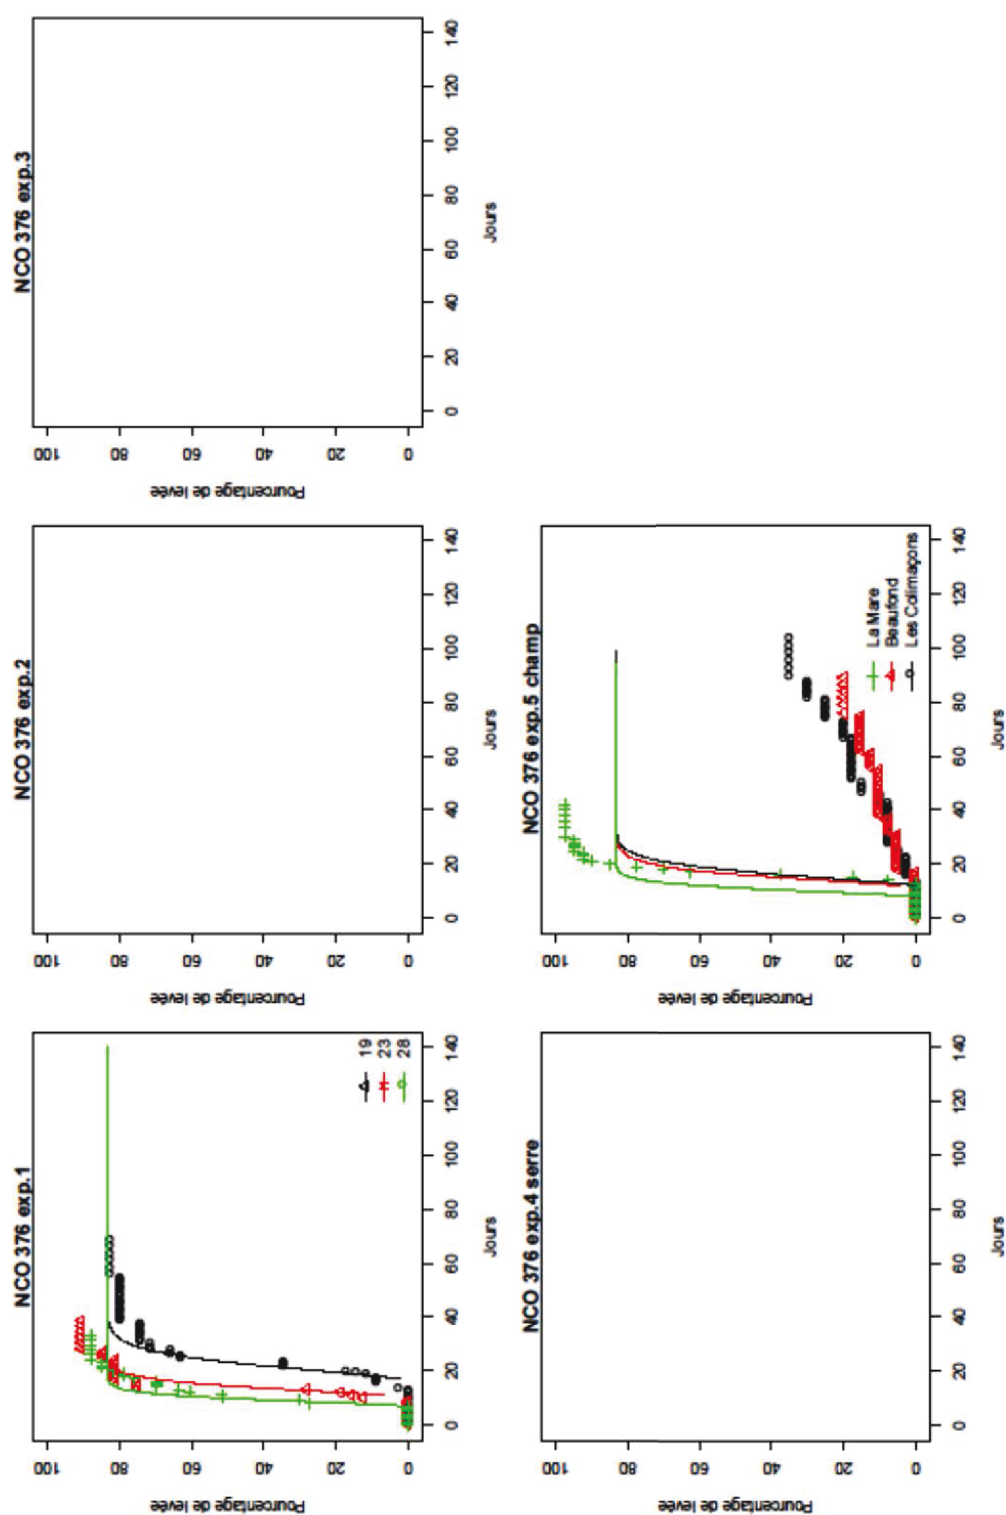 NCO 376 exp.1
Pourcentage de levée
100
80
60
40
20
0
0 20 40 60 80 100 120 140
Jours
19
23
28
NCO 376 exp.2
Pourcentage de levée
100
80
60
40
20
0
0 20 40 60 80 100 120 140
Jours
NCO 376 exp.3
Pourcentage de levée
100
80
60
40
20
0
0 20 40 60 80 100 120 140
Jours
NCO 376 exp.4 serre
Pourcentage de levée
100
80
60
40
20
0
0 20 40 60 80 100 120 140
Jours
NCO 376 exp.5 champ
Pourcentage de levée
100
80
60
40
20
0
0 20 40 60 80 100 120 140
Jours
La Mare
Beaufond
Les Colimaçons